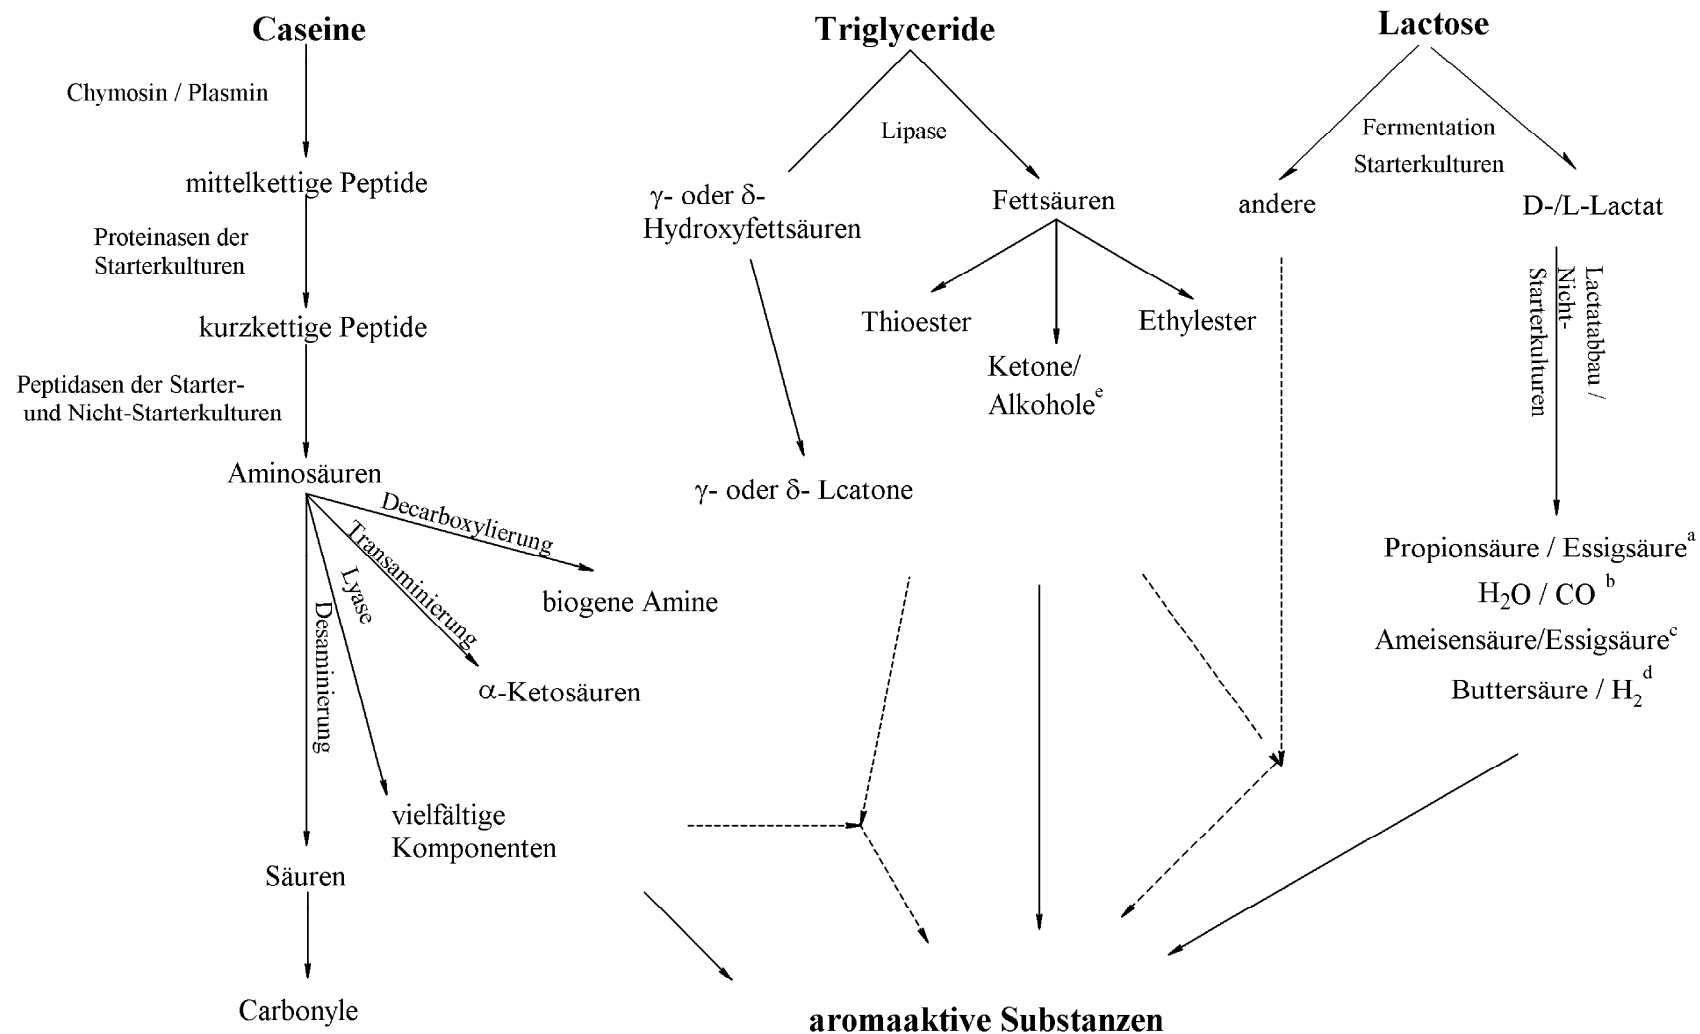 Caseine
Chymosin / Plasmin
mittelkettige Peptide
Proteinasen der
Starterkulturen
kurzkettige Peptide
Peptidasen der Starter-
und Nicht-Starterkulturen
Aminosäuren
Decarboxylierung
Transaminierung
Lyase
Desaminierung
biogene Amine
α-Ketosäuren
vielfältige
Komponenten
Säuren
Carbonyle
Triglyceride
Lipase
γ- oder δ-
Hydroxyfettsäuren
Fettsäuren
Thioester
Ketone/
Alkohole^e
Ethylester
γ- oder δ- Lcatone
Lactose
Fermentation
Starterkulturen
andere
D-/L-Lactat
Lactatabbau /
Nicht-
Starterkulturen
Propionsäure / Essigsäure^a
H₂O / CO ^b
Ameisensäure/Essigsäure^c
Buttersäure / H₂^d
aromaaktive Substanzen